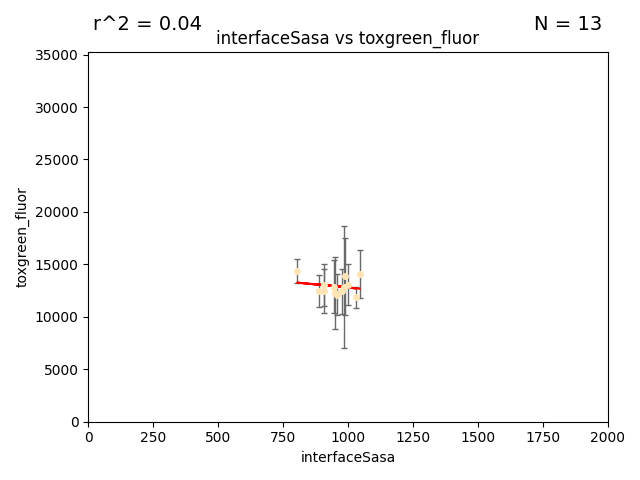 r^2 = 0.04
N = 13
interfaceSasa vs toxgreen_fluor
35000
30000
25000
20000
15000
10000
5000
0
toxgreen_fluor
0 250 500 750 1000 1250 1500 1750 2000
interfaceSasa